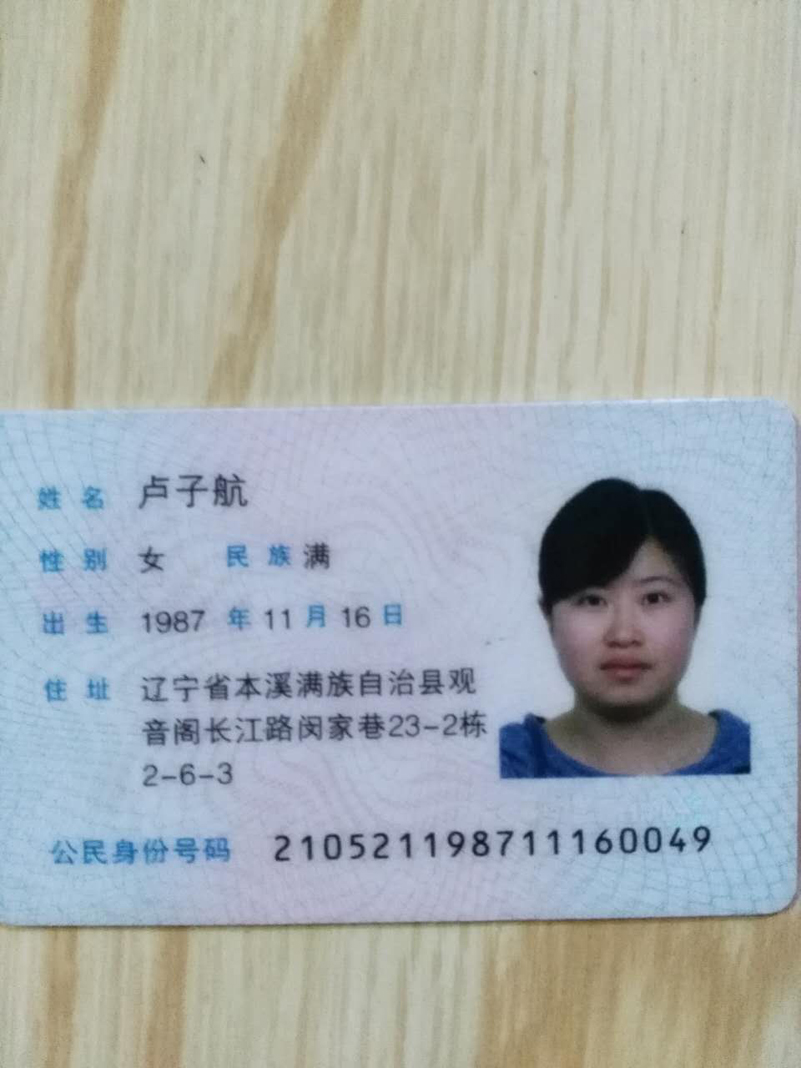 姓名 卢子航
性别 女 民族 满
出生 1987 年 11 月 16 日
住址 辽宁省本溪满族自治县观
音阁长江路闵家巷23-2栋
2-6-3
公民身份号码 210521198711160049